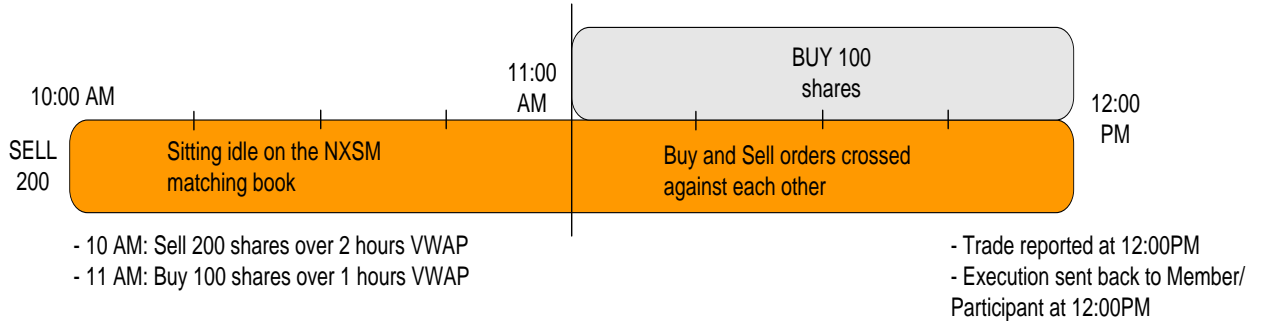 BUY 100
shares
11:00
AM
10:00 AM
12:00
PM
SELL
200
Sitting idle on the NXSM
matching book
Buy and Sell orders crossed
against each other
- 10 AM: Sell 200 shares over 2 hours VWAP
- 11 AM: Buy 100 shares over 1 hours VWAP
- Trade reported at 12:00PM
- Execution sent back to Member/
Participant at 12:00PM